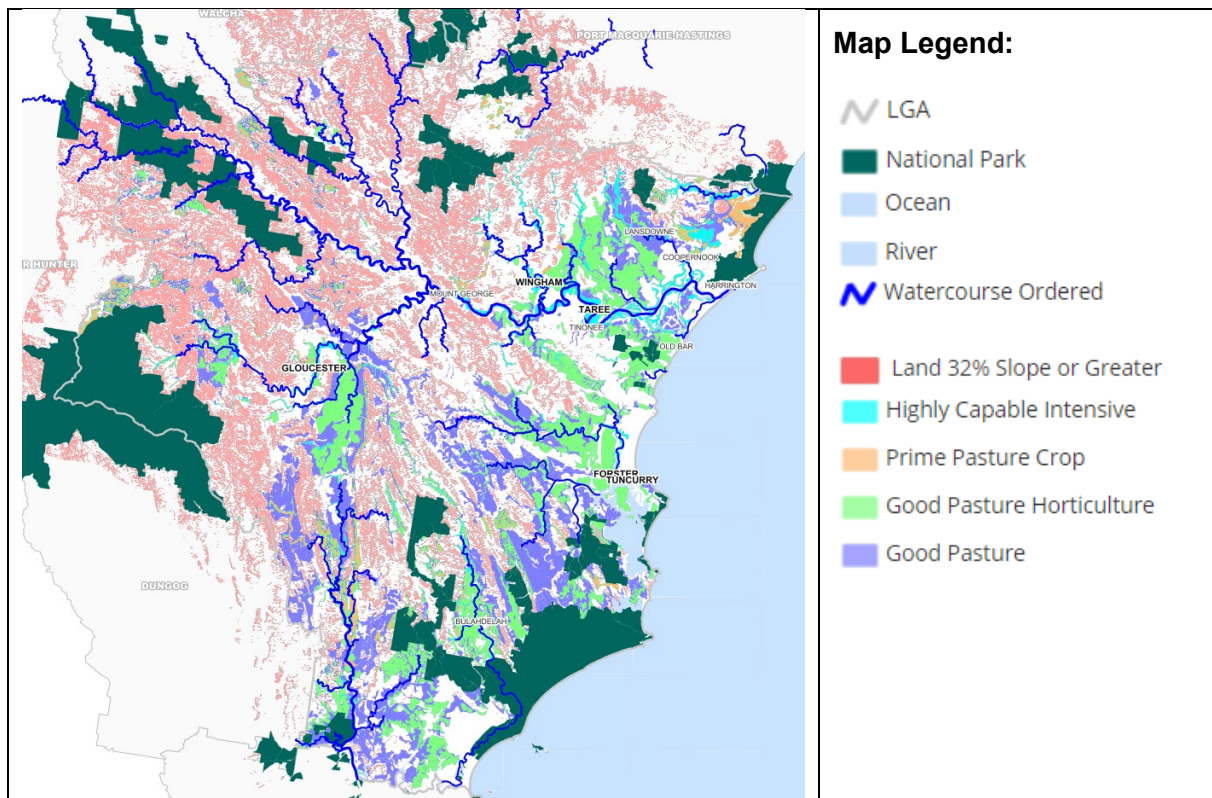 WALCHA
PORT MACQUARIE HASTINGS
LANSDOWNE
COOPERNOOK
WINGHAM
HARRINGTON
MOUNT GEORGE
TAREE
TINONEE
R HUNTER
OLD BAR
GLOUCESTER
FORSTER
TUNCURRY
DUNGOG
BULAHDELAH
Map Legend:
LGA
National Park
Ocean
River
Watercourse Ordered
Land 32% Slope or Greater
Highly Capable Intensive
Prime Pasture Crop
Good Pasture Horticulture
Good Pasture